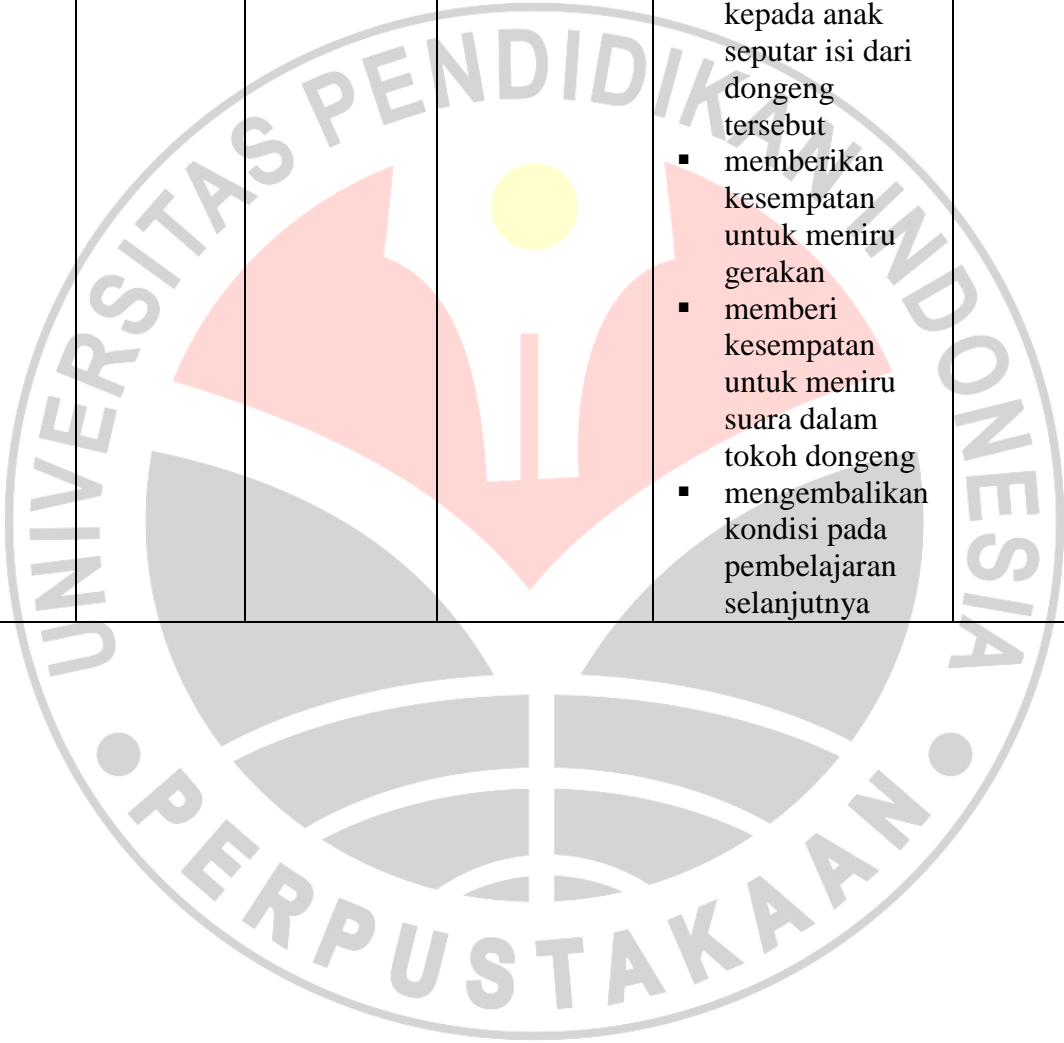 kepada anak
seputar isi dari
dongeng
tersebut
▪ memberikan
kesempatan
untuk meniru
gerakan
▪ memberi
kesempatan
untuk meniru
suara dalam
tokoh dongeng
▪ mengembalikan
kondisi pada
pembelajaran
selanjutnya
UNIVERSITAS PENDIDIKAN INDONESIA
PERPUSTAKAAN